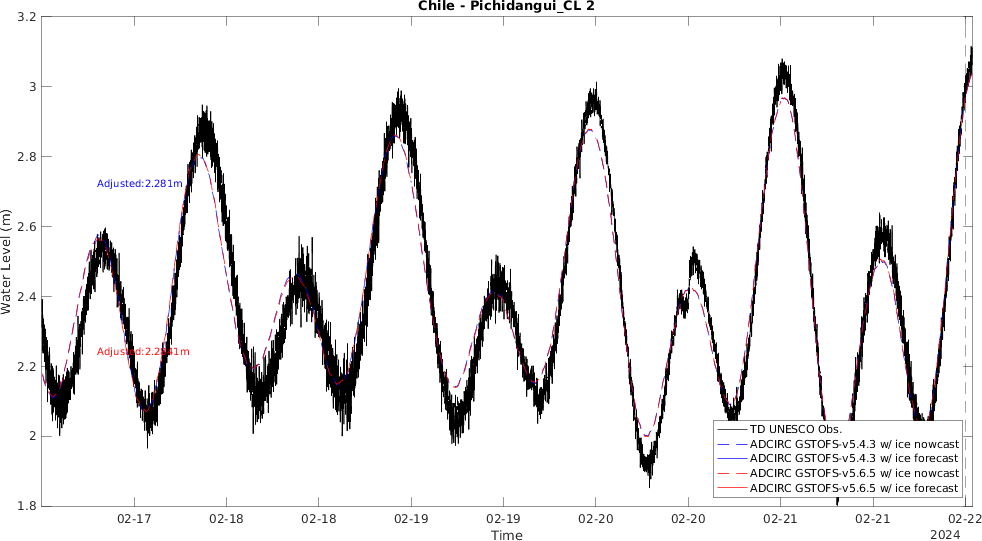 Chile - Pichidangui_CL 2
Water Level (m)
3.2
3
2.8
2.6
2.4
2.2
2
1.8
Adjusted:2.281m
TD UNESCO Obs.
ADCIRC GSTOFS-v5.4.3 w/ ice nowcast
ADCIRC GSTOFS-v5.4.3 w/ ice forecast
ADCIRC GSTOFS-v5.6.5 w/ ice nowcast
ADCIRC GSTOFS-v5.6.5 w/ ice forecast
02-17
02-18
02-18
02-19
02-19
02-20
02-20
02-21
02-21
02-22
Time
2024